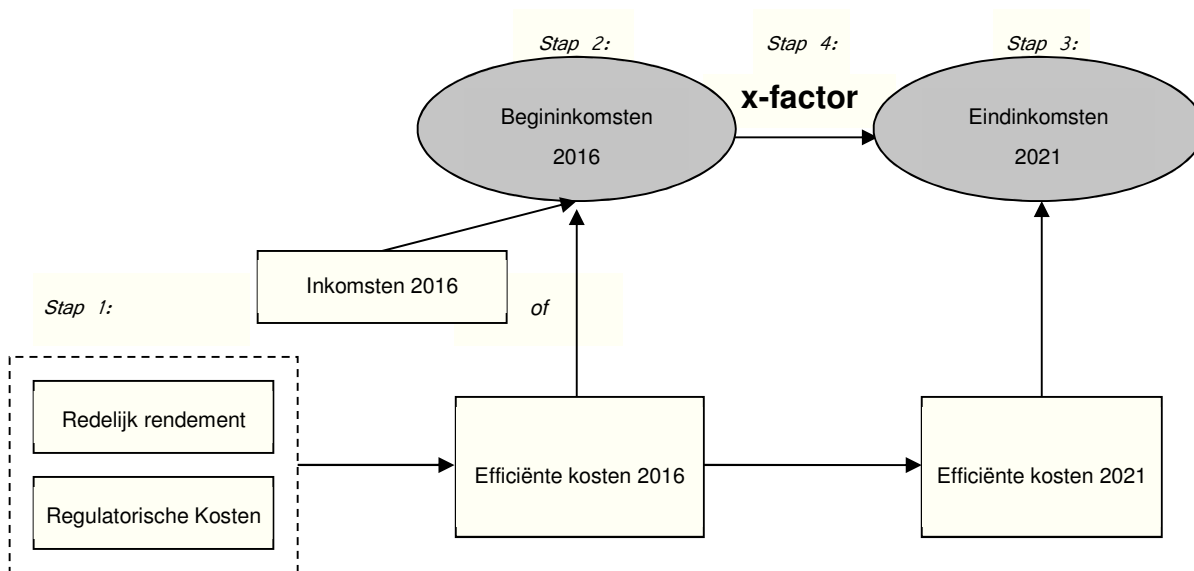 Stap 2:
Stap 4:
Stap 3:
x-factor
Begininkomsten
2016
Eindinkomsten
2021
Inkomsten 2016
Stap 1:
of
Redelijk rendement
Efficiënte kosten 2016
Efficiënte kosten 2021
Regulatorische Kosten